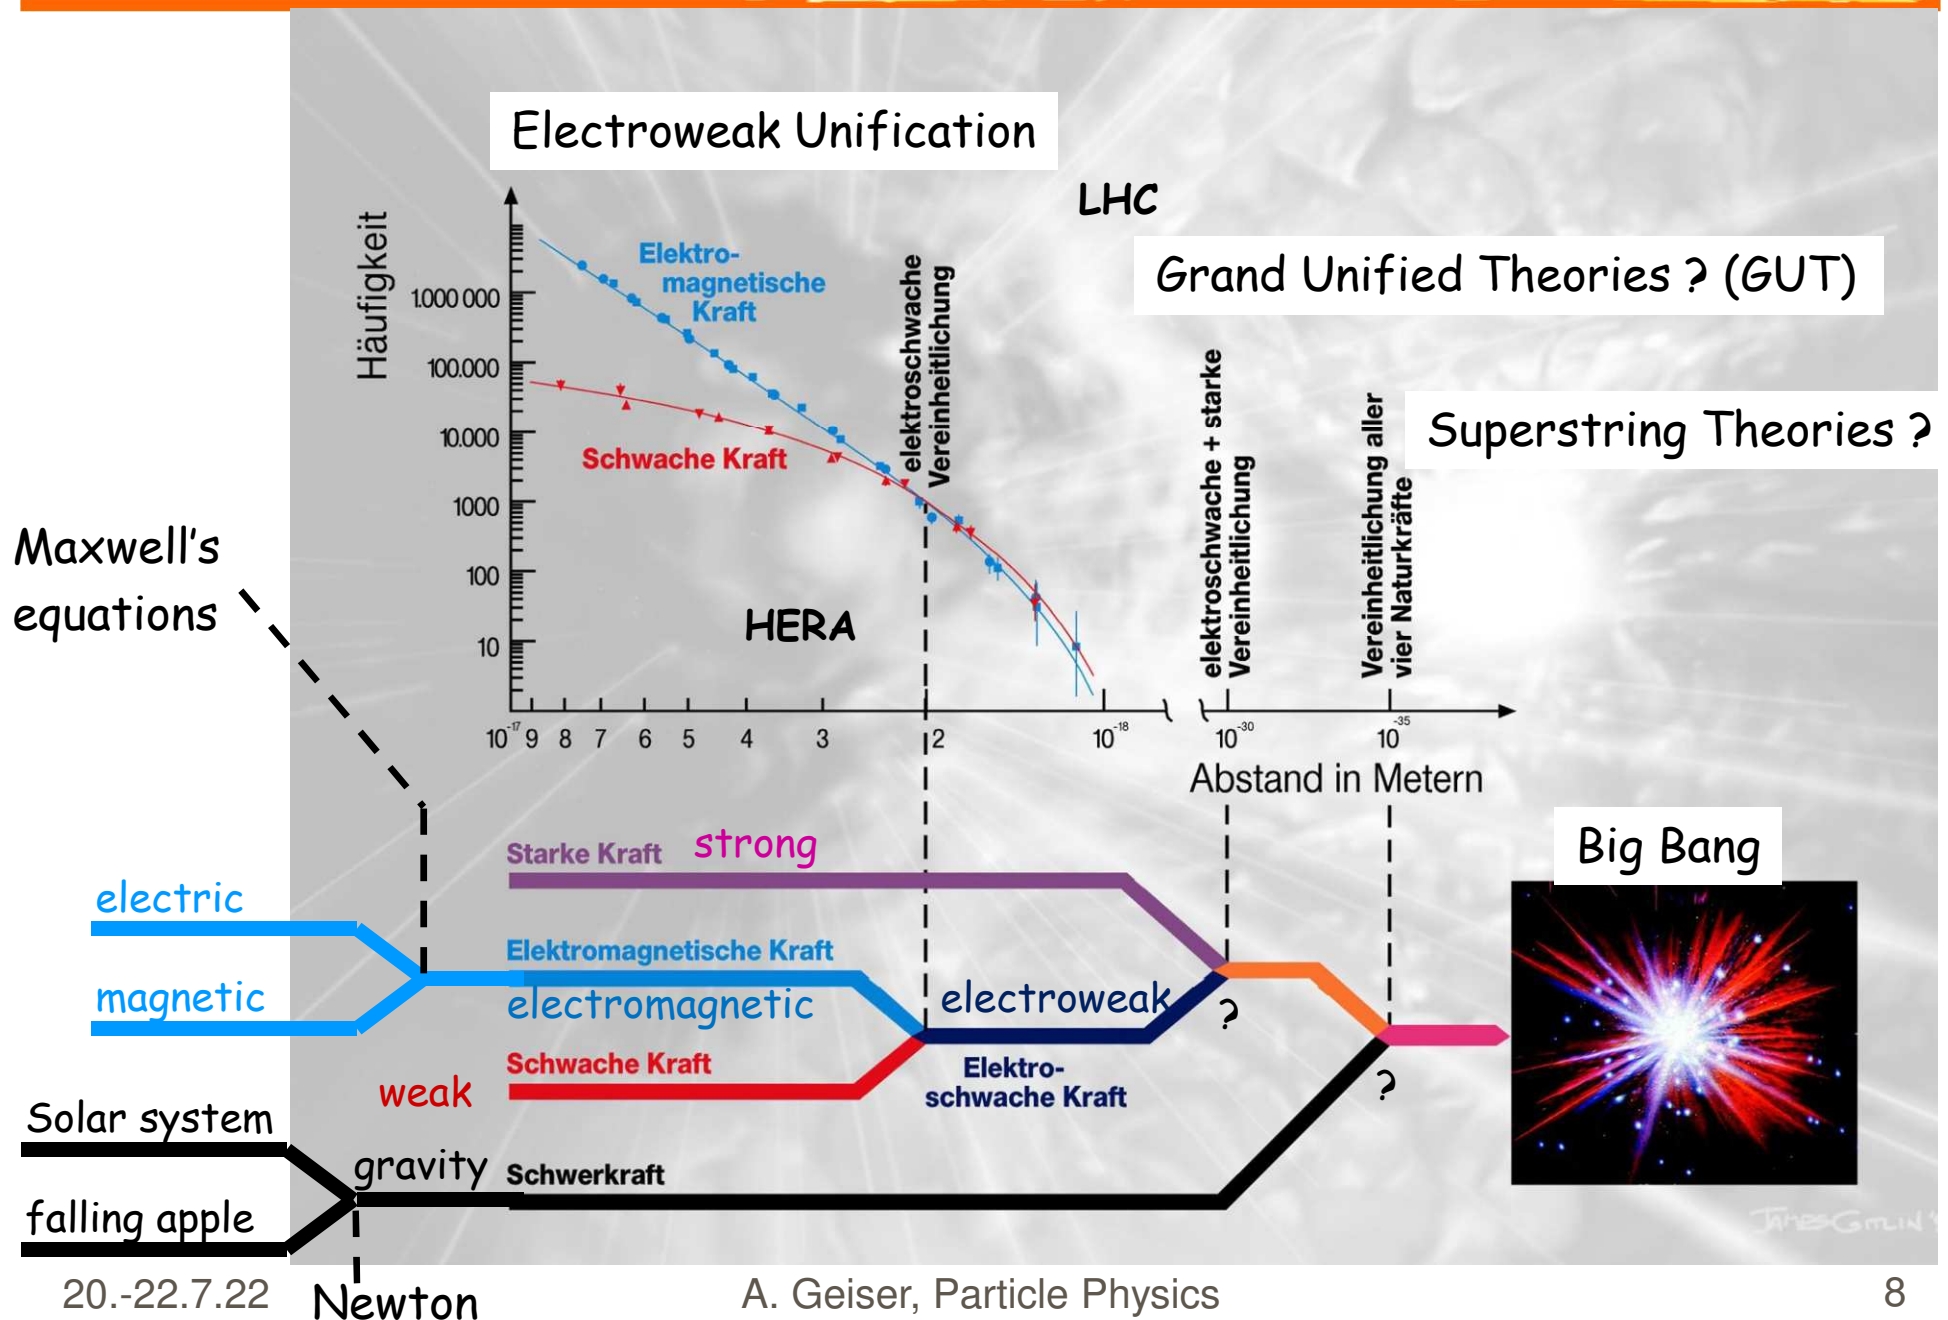 Electroweak Unification
LHC
Grand Unified Theories ? (GUT)
Superstring Theories ?
Häufigkeit
1.000 000
100.000
10.000
1000
100
10
Elektro-
magnetische
Kraft
Schwache Kraft
elektroschwache
Vereinheitlichung
elektroschwache + starke
Vereinheitlichung
Vereinheitlichung aller
vier Naturkräfte
HERA
10⁻¹⁷ 9 8 7 6 5 4 3 2 10⁻¹⁸ 10⁻³⁰ 10⁻³⁵
Abstand in Metern
Maxwell's
equations
Starke Kraft strong
Big Bang
electric
magnetic
Elektromagnetische Kraft
electromagnetic
electroweak
?
Schwache Kraft
weak
Elektro-
schwache Kraft
?
Solar system
falling apple
gravity
Schwerkraft
Newton
20.-22.7.22
A. Geiser, Particle Physics
8